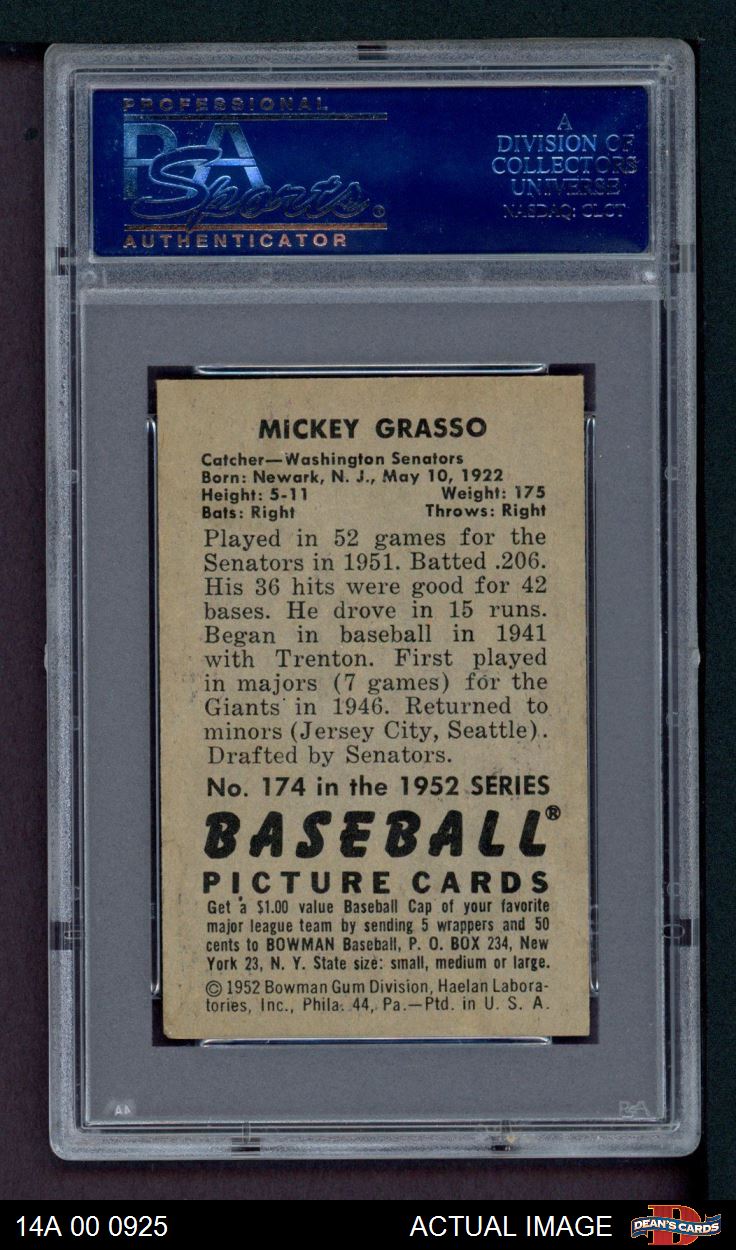 PROFESSIONAL
PSA
Sports®
AUTHENTICATOR
A
DIVISION OF
COLLECTORS
UNIVERSE
NASDAQ: CLCT
MICKEY GRASSO
Catcher—Washington Senators
Born: Newark, N. J., May 10, 1922
Height: 5-11 Weight: 175
Bats: Right Throws: Right
Played in 52 games for the
Senators in 1951. Batted .206.
His 36 hits were good for 42
bases. He drove in 15 runs.
Began in baseball in 1941
with Trenton. First played
in majors (7 games) for the
Giants in 1946. Returned to
minors (Jersey City, Seattle).
Drafted by Senators.
No. 174 in the 1952 SERIES
BASEBALL®
PICTURE CARDS
Get a $1.00 value Baseball Cap of your favorite
major league team by sending 5 wrappers and 50
cents to BOWMAN Baseball, P. O. BOX 234, New
York 23, N. Y. State size: small, medium or large.
© 1952 Bowman Gum Division, Haelan Labora-
tories, Inc., Phila. 44, Pa.—Ptd. in U. S. A.
PSA
14A 00 0925 ACTUAL IMAGE
DEAN'S CARDS